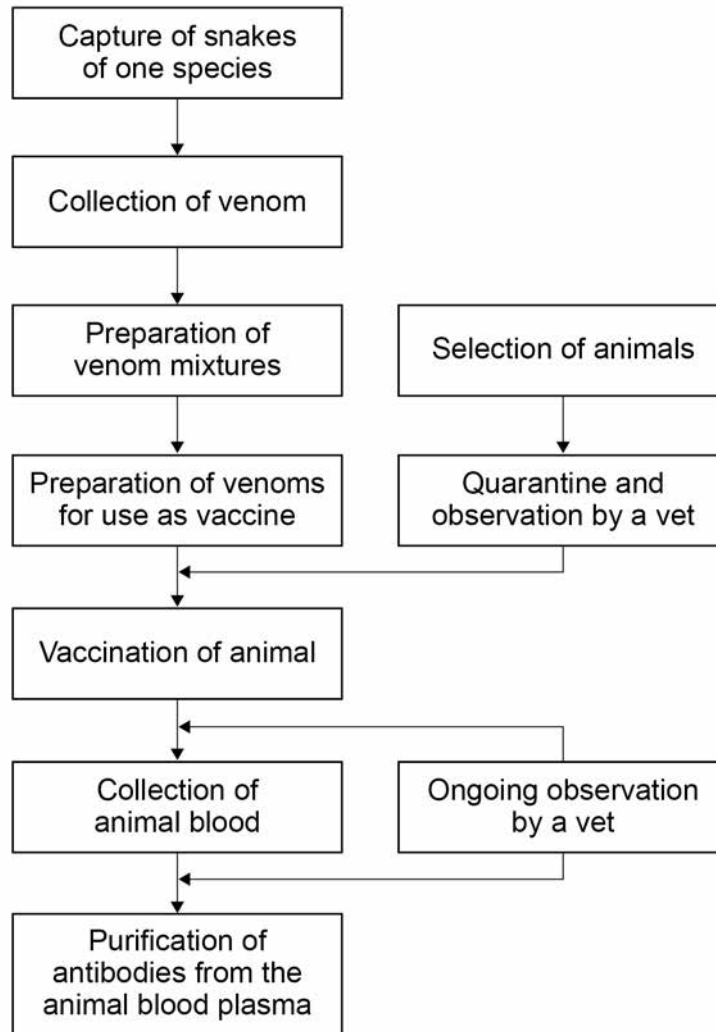 Capture of snakes
of one species
Collection of venom
Preparation of
venom mixtures
Selection of animals
Preparation of venoms
for use as vaccine
Quarantine and
observation by a vet
Vaccination of animal
Collection of
animal blood
Ongoing observation
by a vet
Purification of
antibodies from the
animal blood plasma